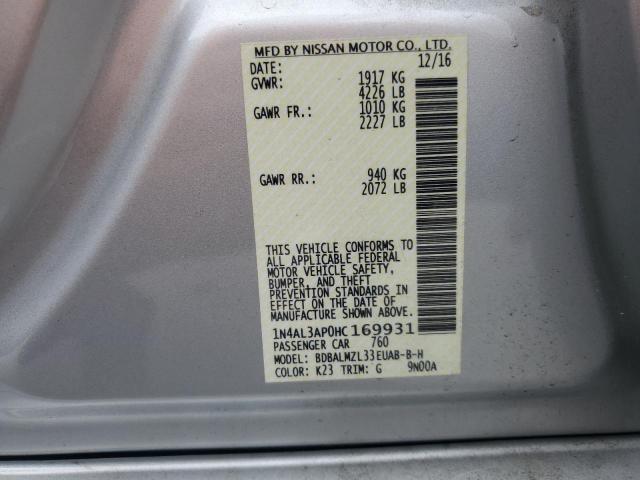 MFD BY NISSAN MOTOR CO., LTD.
DATE: 12/16
GVWR: 1917 KG
4226 LB
GAWR FR.: 1010 KG
2227 LB
GAWR RR.: 940 KG
2072 LB
THIS VEHICLE CONFORMS TO
ALL APPLICABLE FEDERAL
MOTOR VEHICLE SAFETY,
BUMPER, AND THEFT
PREVENTION STANDARDS IN
EFFECT ON THE DATE OF
MANUFACTURE SHOWN ABOVE.
1N4AL3AP0HC169931
PASSENGER CAR 760
MODEL: BDBALMZL33EUAB-B-H
COLOR: K23 TRIM: G 9N00A